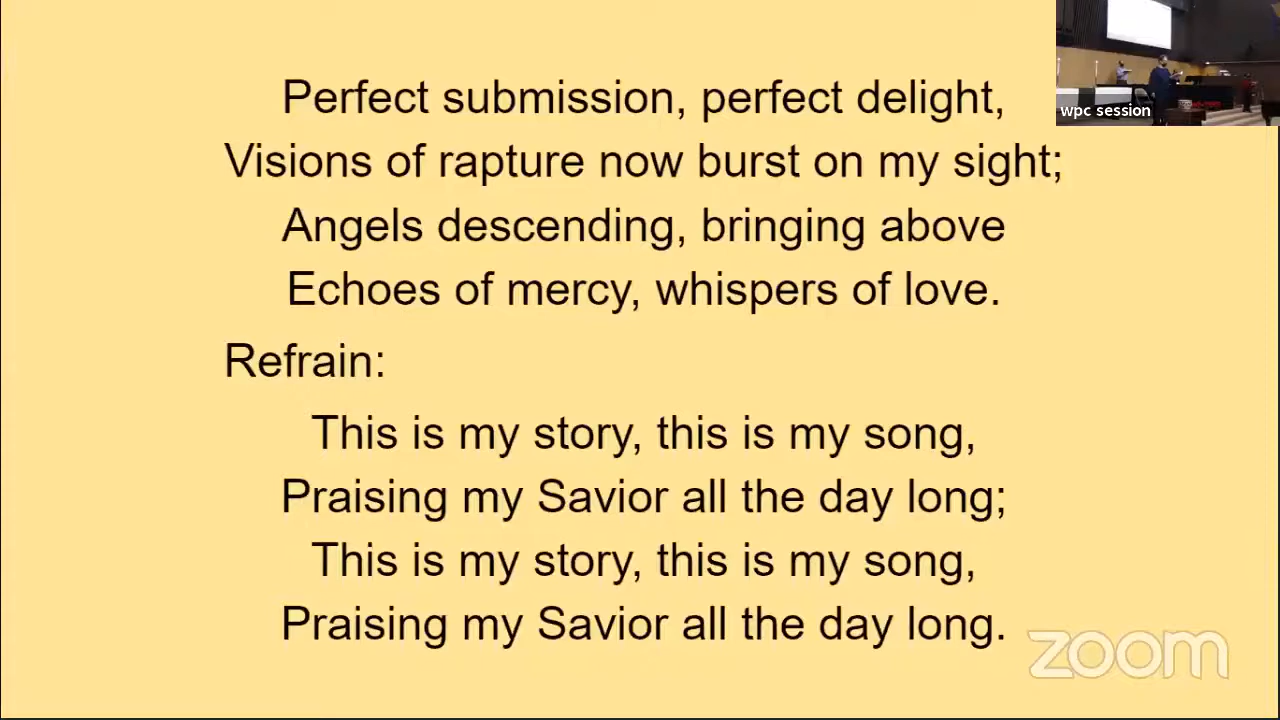 Perfect submission, perfect delight,
Visions of rapture now burst on my sight;
Angels descending, bringing above
Echoes of mercy, whispers of love.
Refrain:
This is my story, this is my song,
Praising my Savior all the day long;
This is my story, this is my song,
Praising my Savior all the day long.
wpc session
zoom